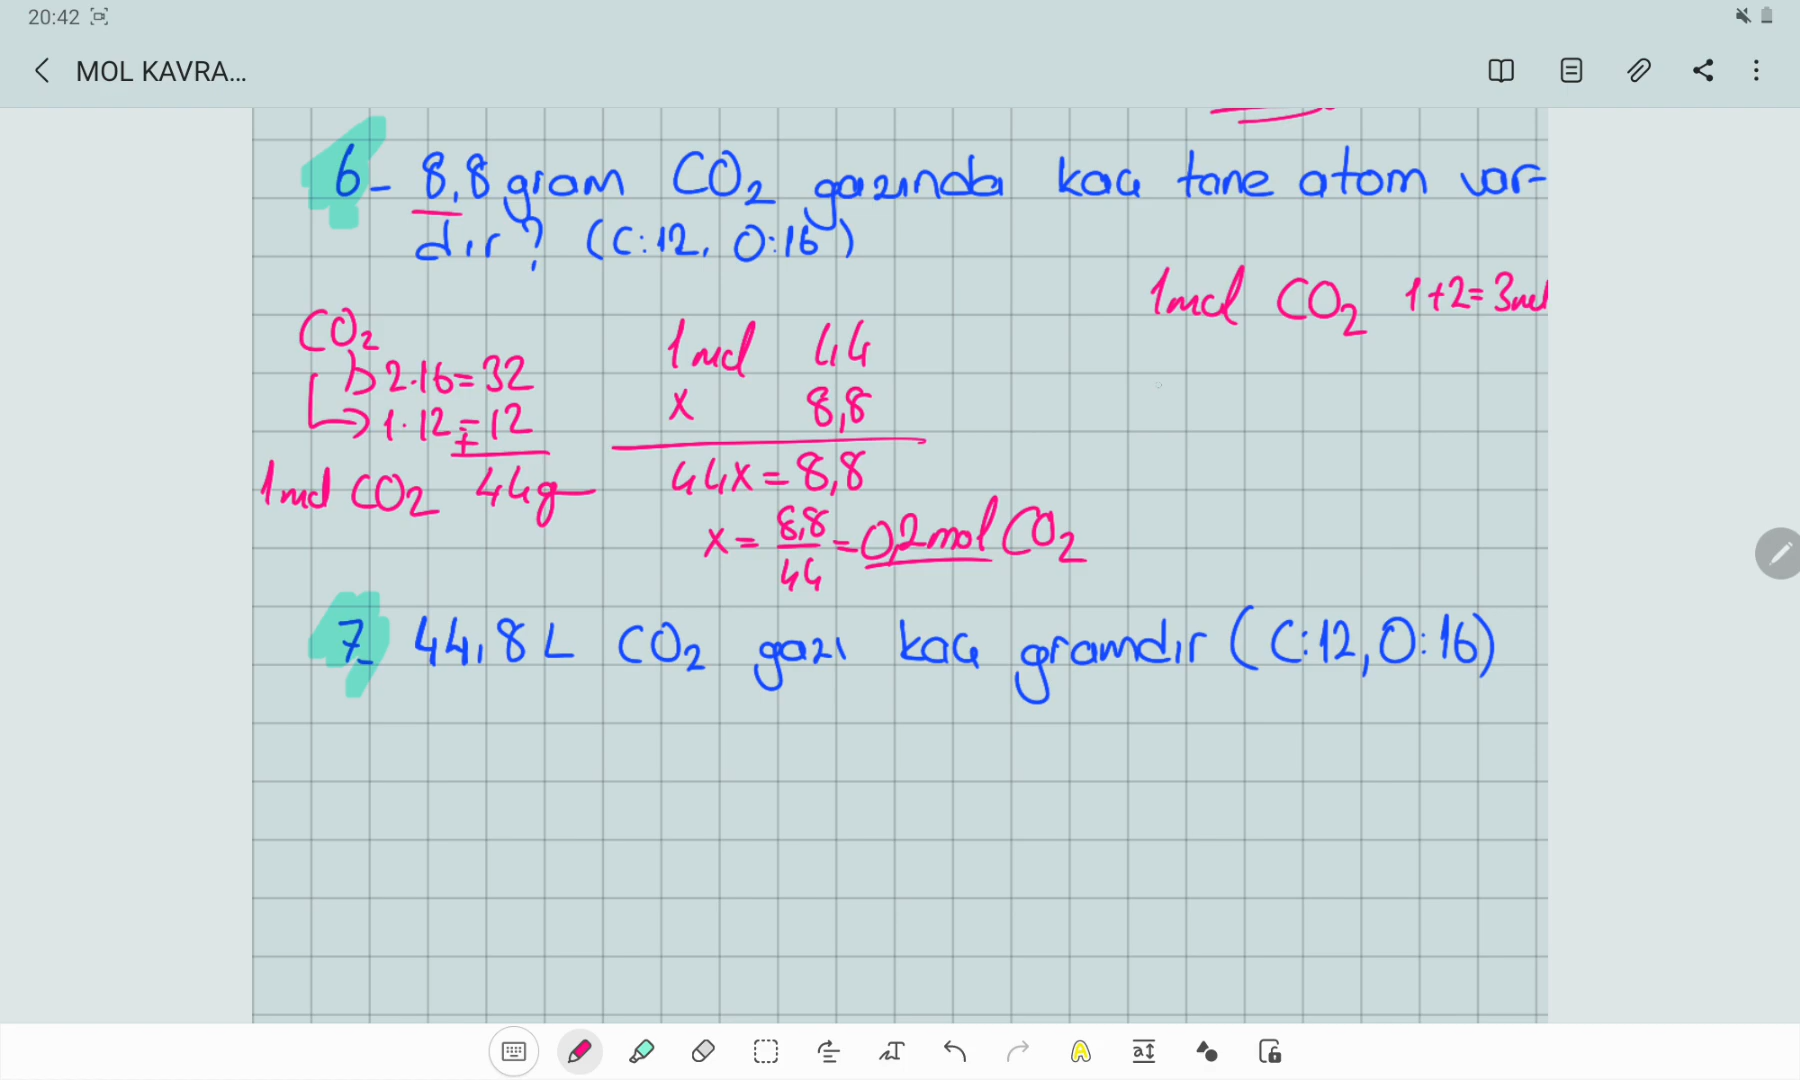 20:42
MOL KAVRA...
6- 8,8 gram CO2 gazında kaç tane atom var-
dır? (C:12, O:16)
1mol CO2 1+2=3mol
CO2
2.16=32
1.12=12
+
1mol CO2 44g
1mol 44
x 8,8
44x=8,8
x=8,8/44=0,2mol CO2
7- 44,8 L CO2 gazı kaç gramdır (C:12,O:16)